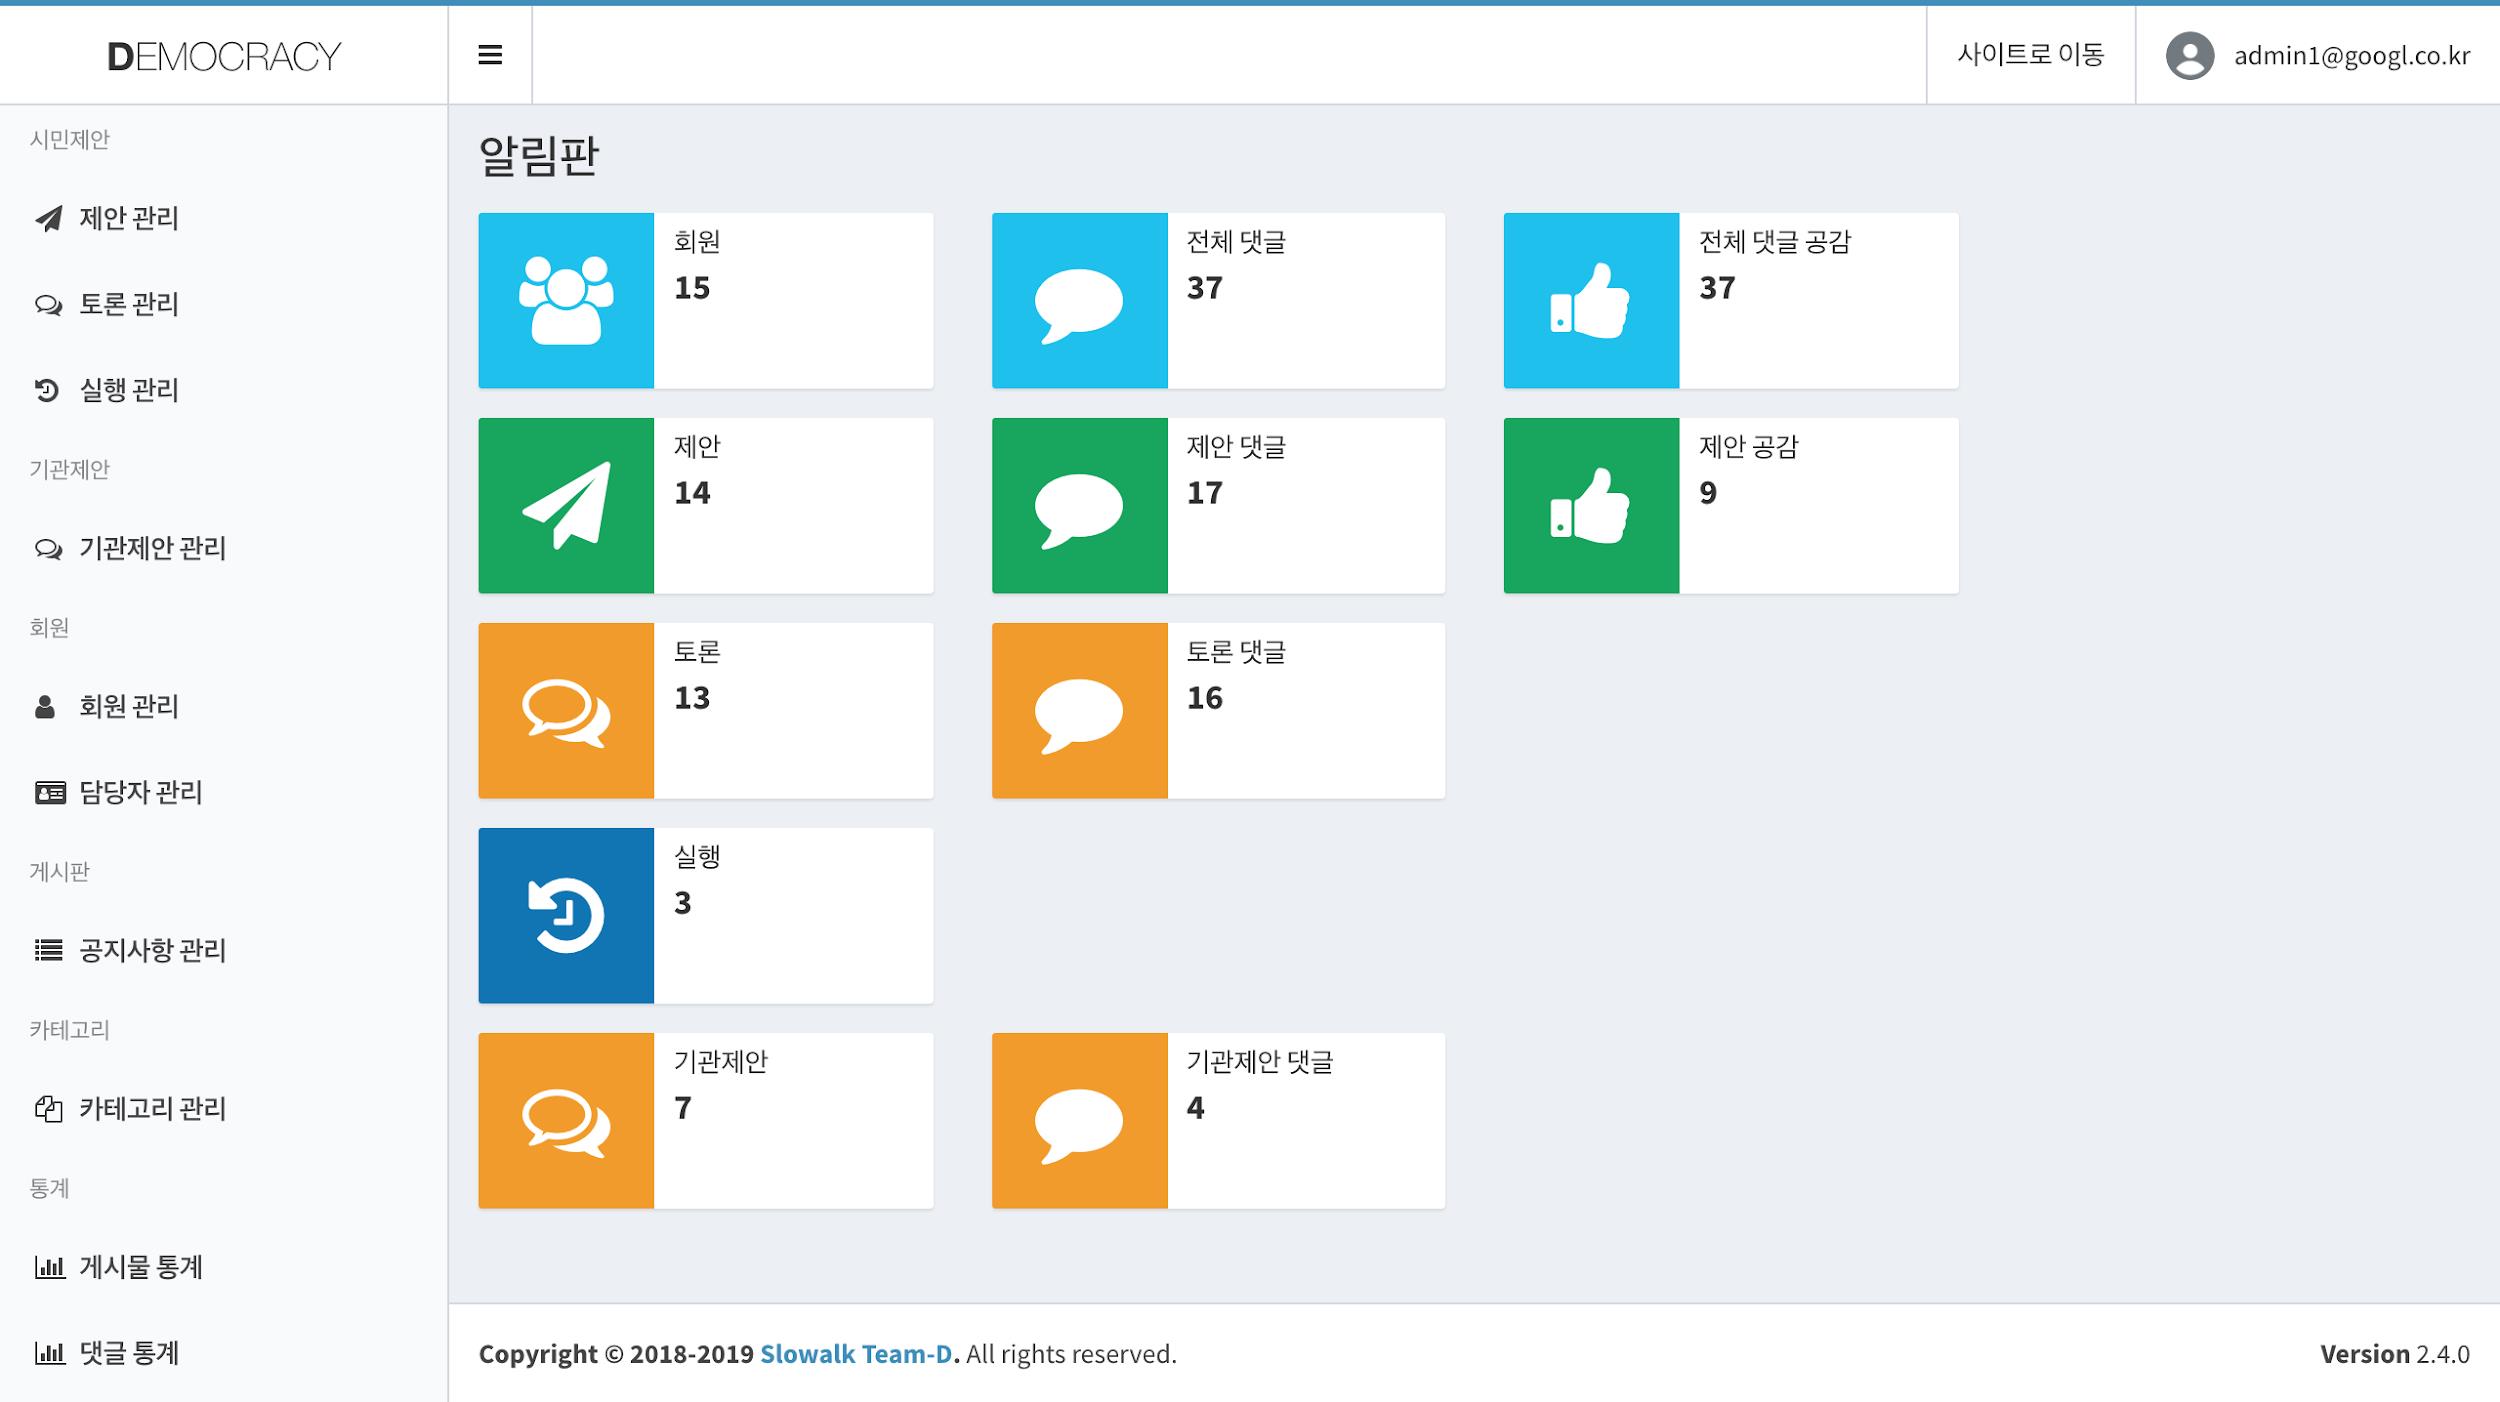 DEMOCRACY
사이트로 이동
admin1@googl.co.kr
시민제안
제안 관리
토론 관리
실행 관리
기관제안
기관제안 관리
회원
회원 관리
담당자 관리
게시판
공지사항 관리
카테고리
카테고리 관리
통계
게시물 통계
댓글 통계
알림판
회원
15
전체 댓글
37
전체 댓글 공감
37
제안
14
제안 댓글
17
제안 공감
9
토론
13
토론 댓글
16
실행
3
기관제안
7
기관제안 댓글
4
Copyright © 2018-2019 Slowalk Team-D. All rights reserved.
Version 2.4.0